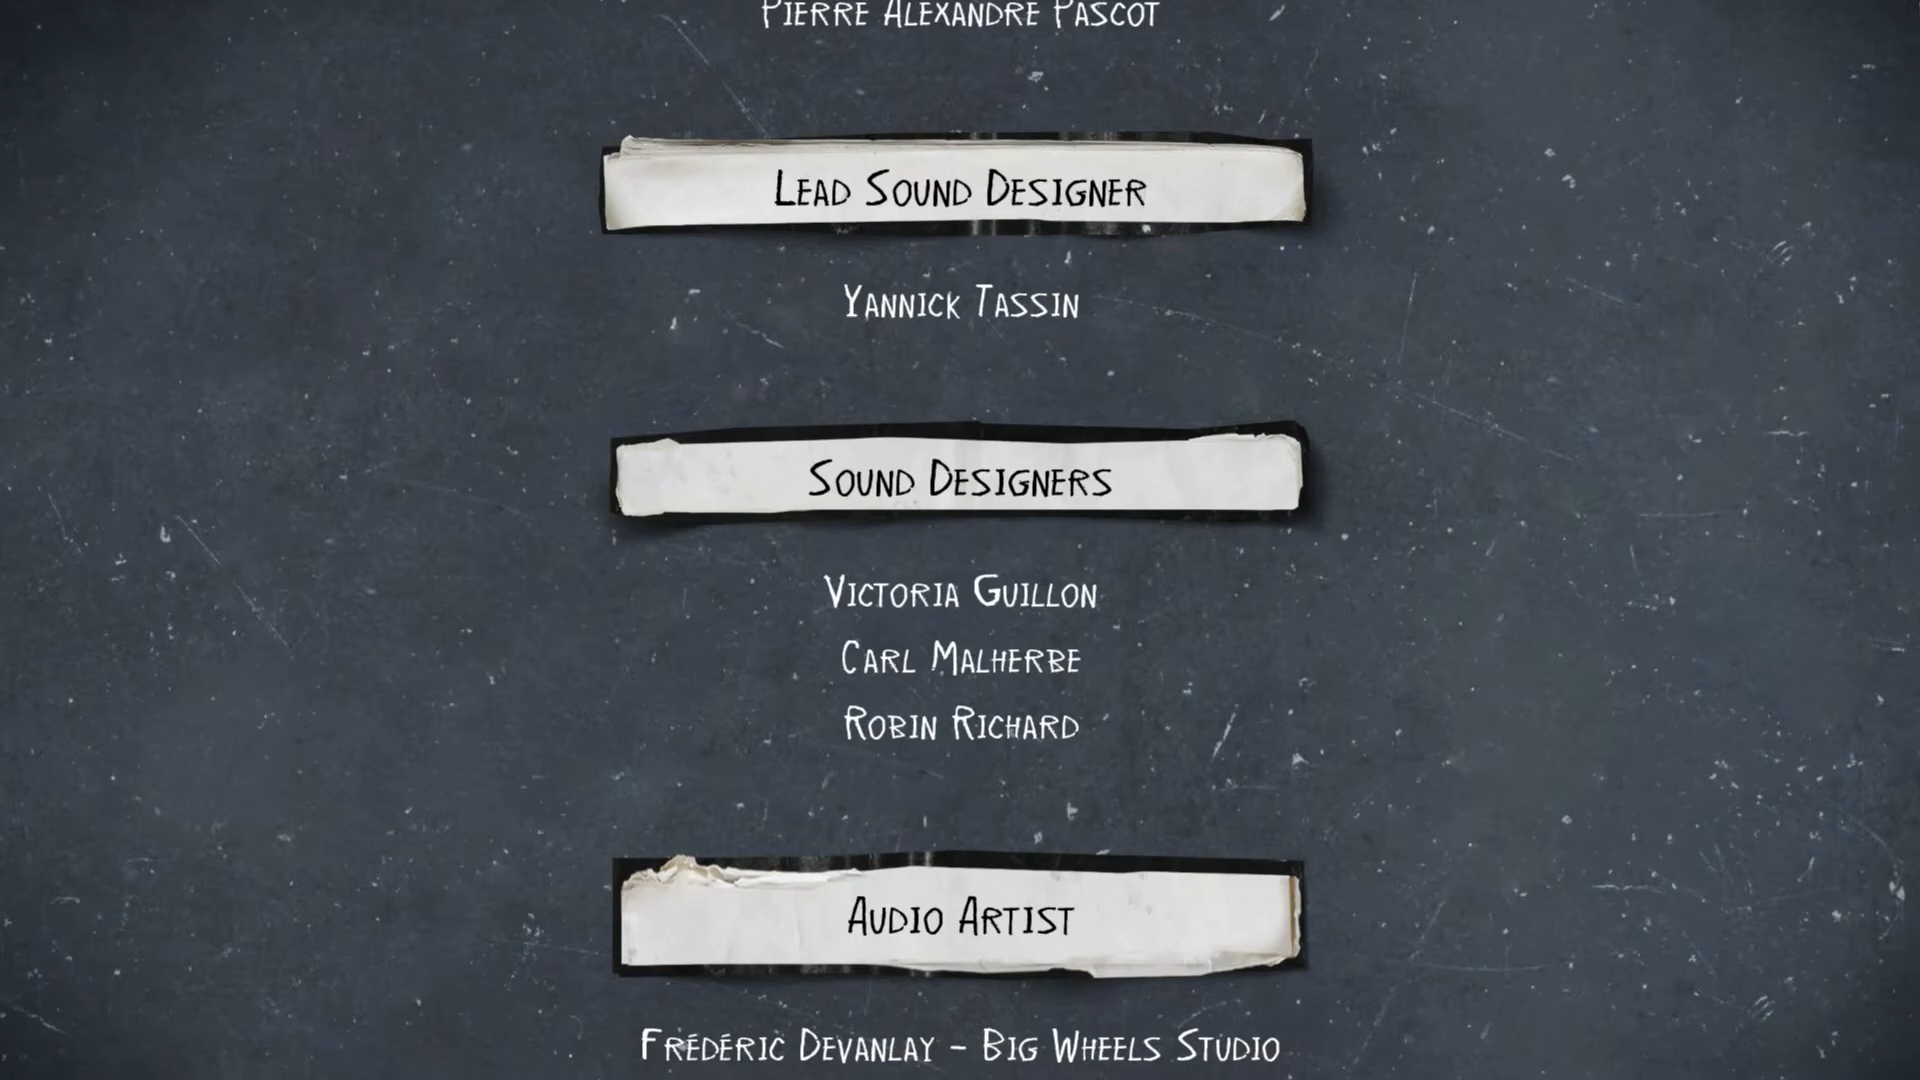 Pierre Alexandre Pascot
Lead Sound Designer
Yannick Tassin
Sound Designers
Victoria Guillon
Carl Malherbe
Robin Richard
Audio Artist
Frédéric Devanlay – Big Wheels Studio